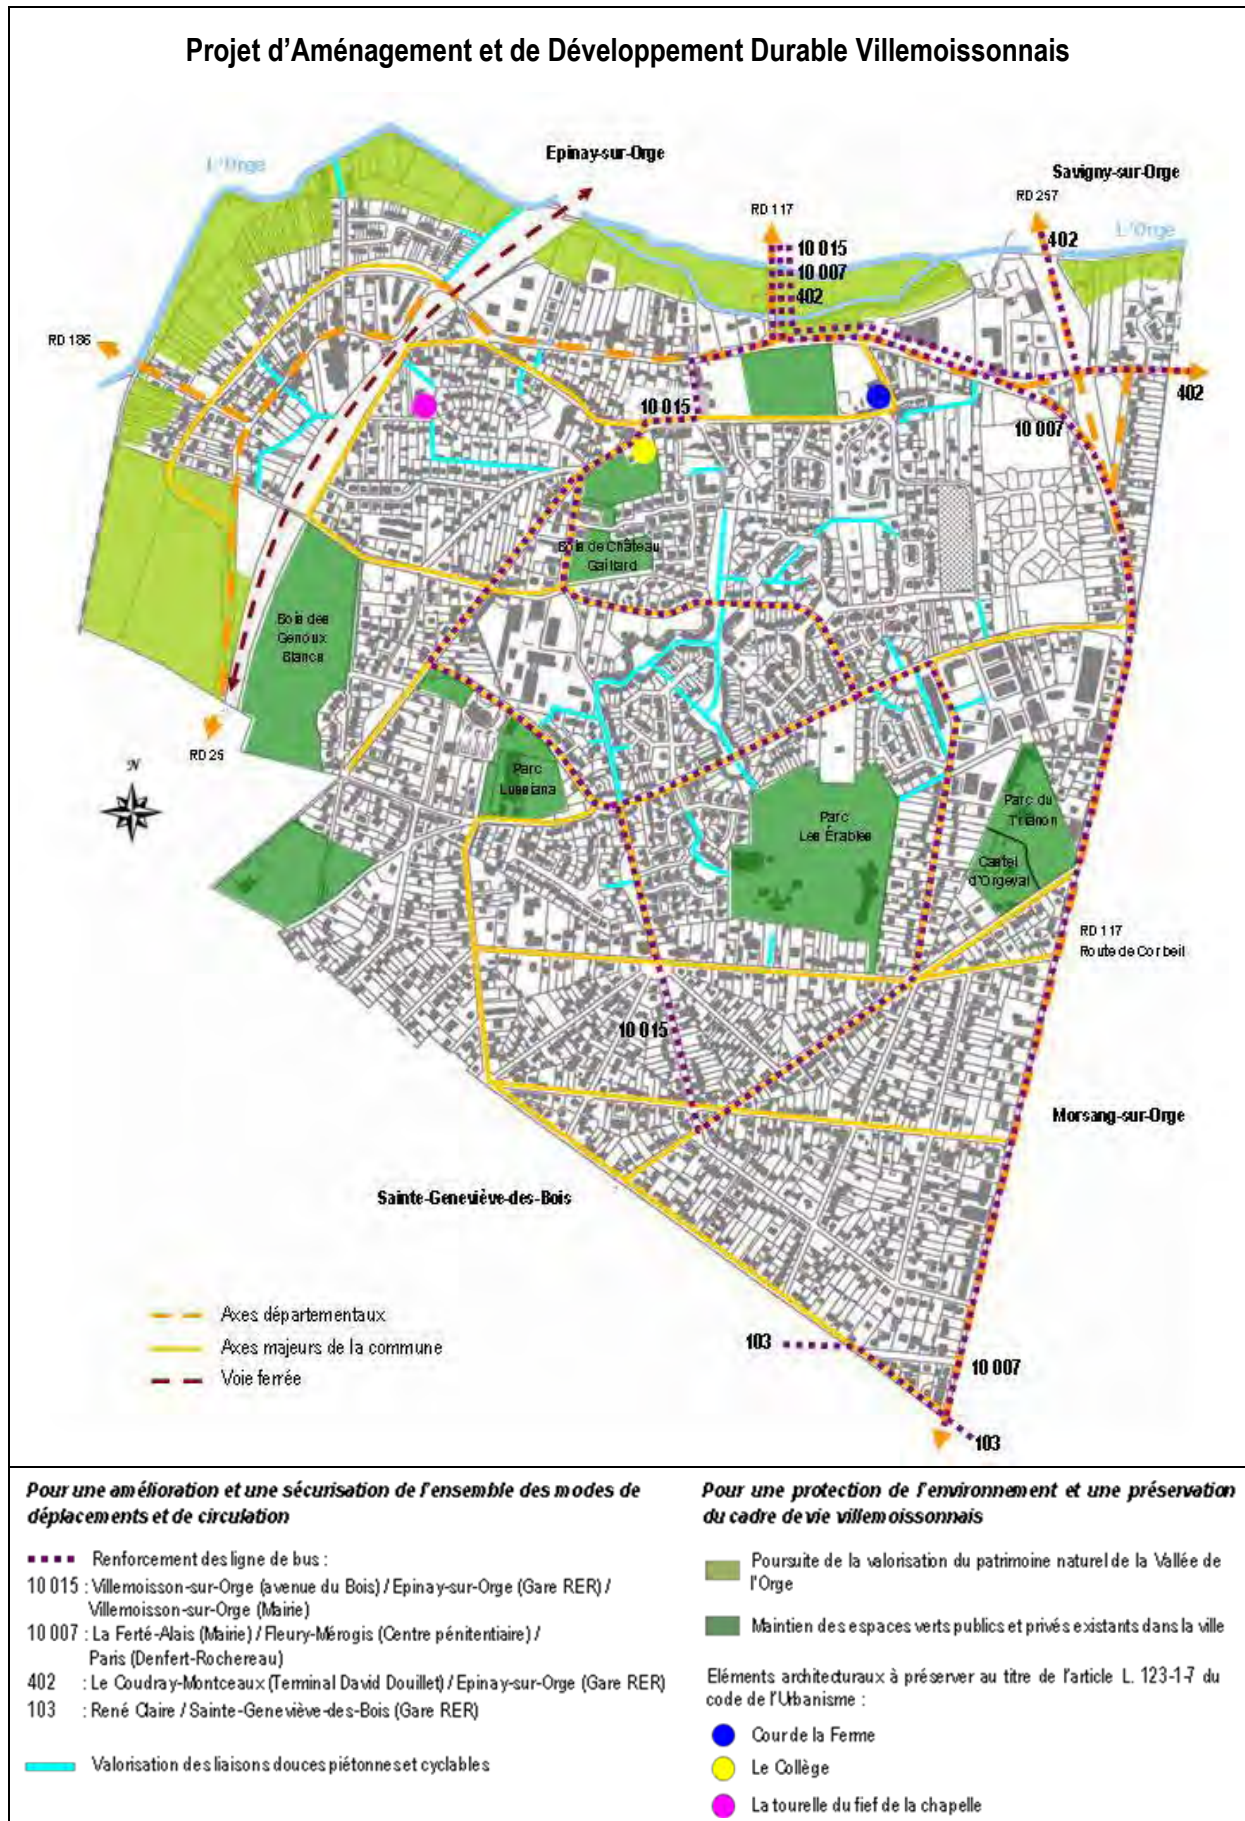 Projet d'Aménagement et de Développement Durable Villemoissonnais
Epinay-sur-Orge
L'Orge
Savigny-sur-Orge
RD 257
RD 117
10 015
402
L'Orge
10 007
402
RD 186
402
10 015
10 007
Bois de Château
Gaillard
Bois des
Genoux
Blancs
RD 25
N
Parc
Lussiana
Parc
Les Érables
Parc du
Trianon
Castel
d'Orgeval
RD 117
Route de Corbeil
10 015
Morsang-sur-Orge
Sainte-Geneviève-des-Bois
Axes départementaux
Axes majeurs de la commune
Voie ferrée
103
10 007
103
Pour une amélioration et une sécurisation de l'ensemble des modes de
déplacements et de circulation
Renforcement des ligne de bus :
10 015 : Villemoisson-sur-Orge (avenue du Bois) / Epinay-sur-Orge (Gare RER) /
Villemoisson-sur-Orge (Mairie)
10 007 : La Ferté-Alais (Mairie) / Fleury-Mérogis (Centre pénitentiaire) /
Paris (Denfert-Rochereau)
402 : Le Coudray-Montceaux (Terminal David Douillet) / Epinay-sur-Orge (Gare RER)
103 : René Claire / Sainte-Geneviève-des-Bois (Gare RER)
Valorisation des liaisons douces piétonnes et cyclables
Pour une protection de l'environnement et une préservation
du cadre de vie villemoissonnais
Poursuite de la valorisation du patrimoine naturel de la Vallée de
l'Orge
Maintien des espaces verts publics et privés existants dans la ville
Eléments architecturaux à préserver au titre de l'article L. 123-1-7 du
code de l'Urbanisme :
Cour de la Ferme
Le Collège
La tourelle du fief de la chapelle